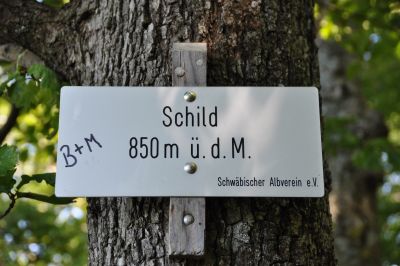 Schild
850 m ü.d.M.
B+M
Schwäbischer Albverein e.V.